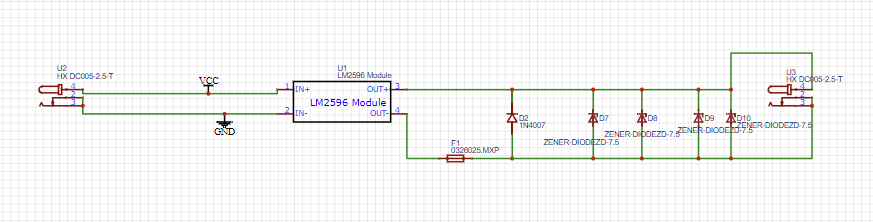 U2
HX DC005-2.5-T
4
2
3
VCC
GND
U1
LM2596 Module
1
IN+
OUT+
3
LM2596 Module
2
IN-
OUT-
4
F1
0326025.MXP
D2
1N4007
D7
ZENER-DIODEZD-7.5
D8
ZENER-DIODEZD-7.5
D9
ZENER-DIODEZD-7.5
D10
ZENER-DIODEZD-7.5
U3
HX DC005-2.5-T
4
2
3